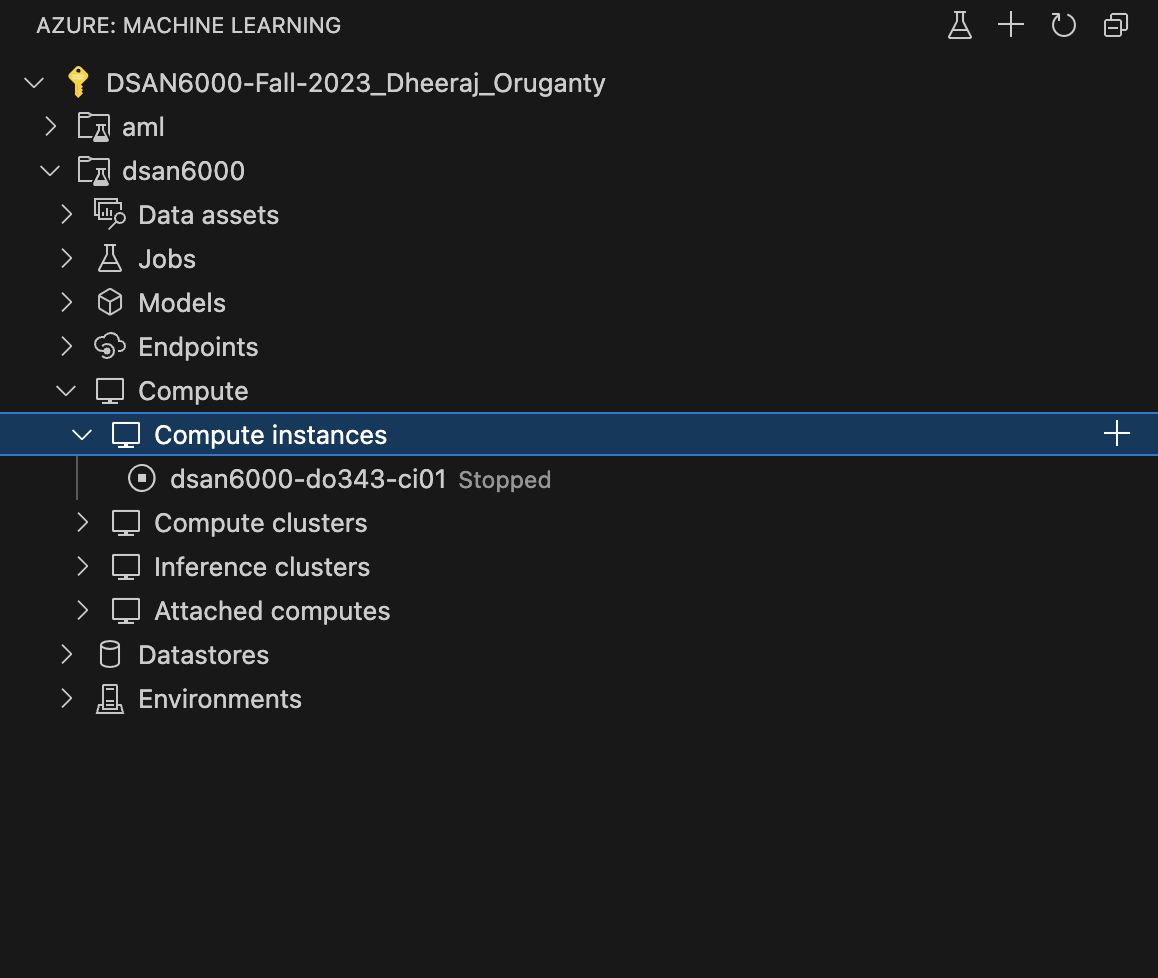 AZURE: MACHINE LEARNING
DSAN6000-Fall-2023_Dheeraj_Oruganty
aml
dsan6000
Data assets
Jobs
Models
Endpoints
Compute
Compute instances
dsan6000-do343-ci01 Stopped
Compute clusters
Inference clusters
Attached computes
Datastores
Environments